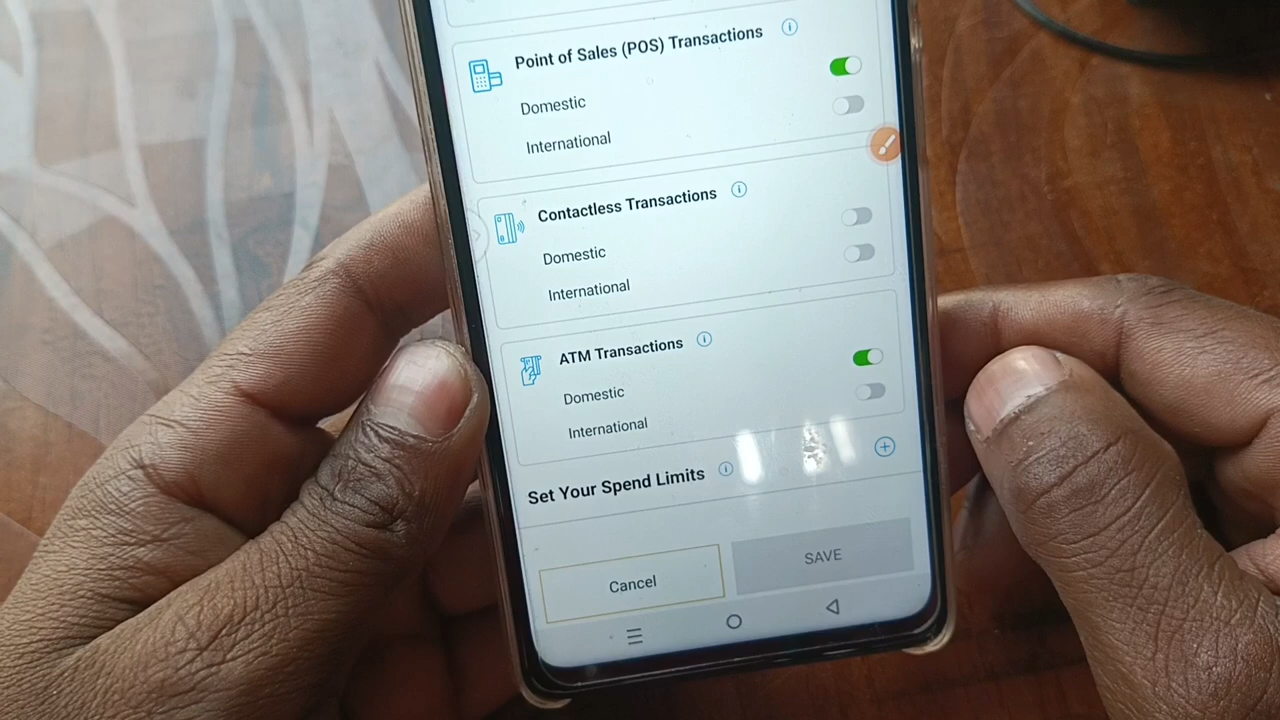 Point of Sales (POS) Transactions
Domestic
International
Contactless Transactions
Domestic
International
ATM Transactions
Domestic
International
Set Your Spend Limits
Cancel
SAVE